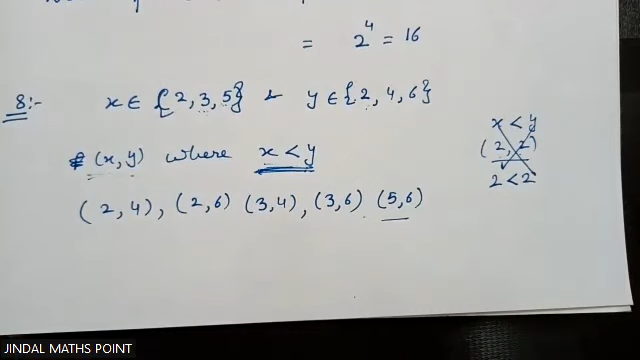 = 2⁴ = 16
8:- x ∈ {2,3,5} & y ∈ {2,4,6}
(x,y) where x < y
(2,4), (2,6) (3,4), (3,6) (5,6)
x < y
(2,2)
2 < 2
JINDAL MATHS POINT